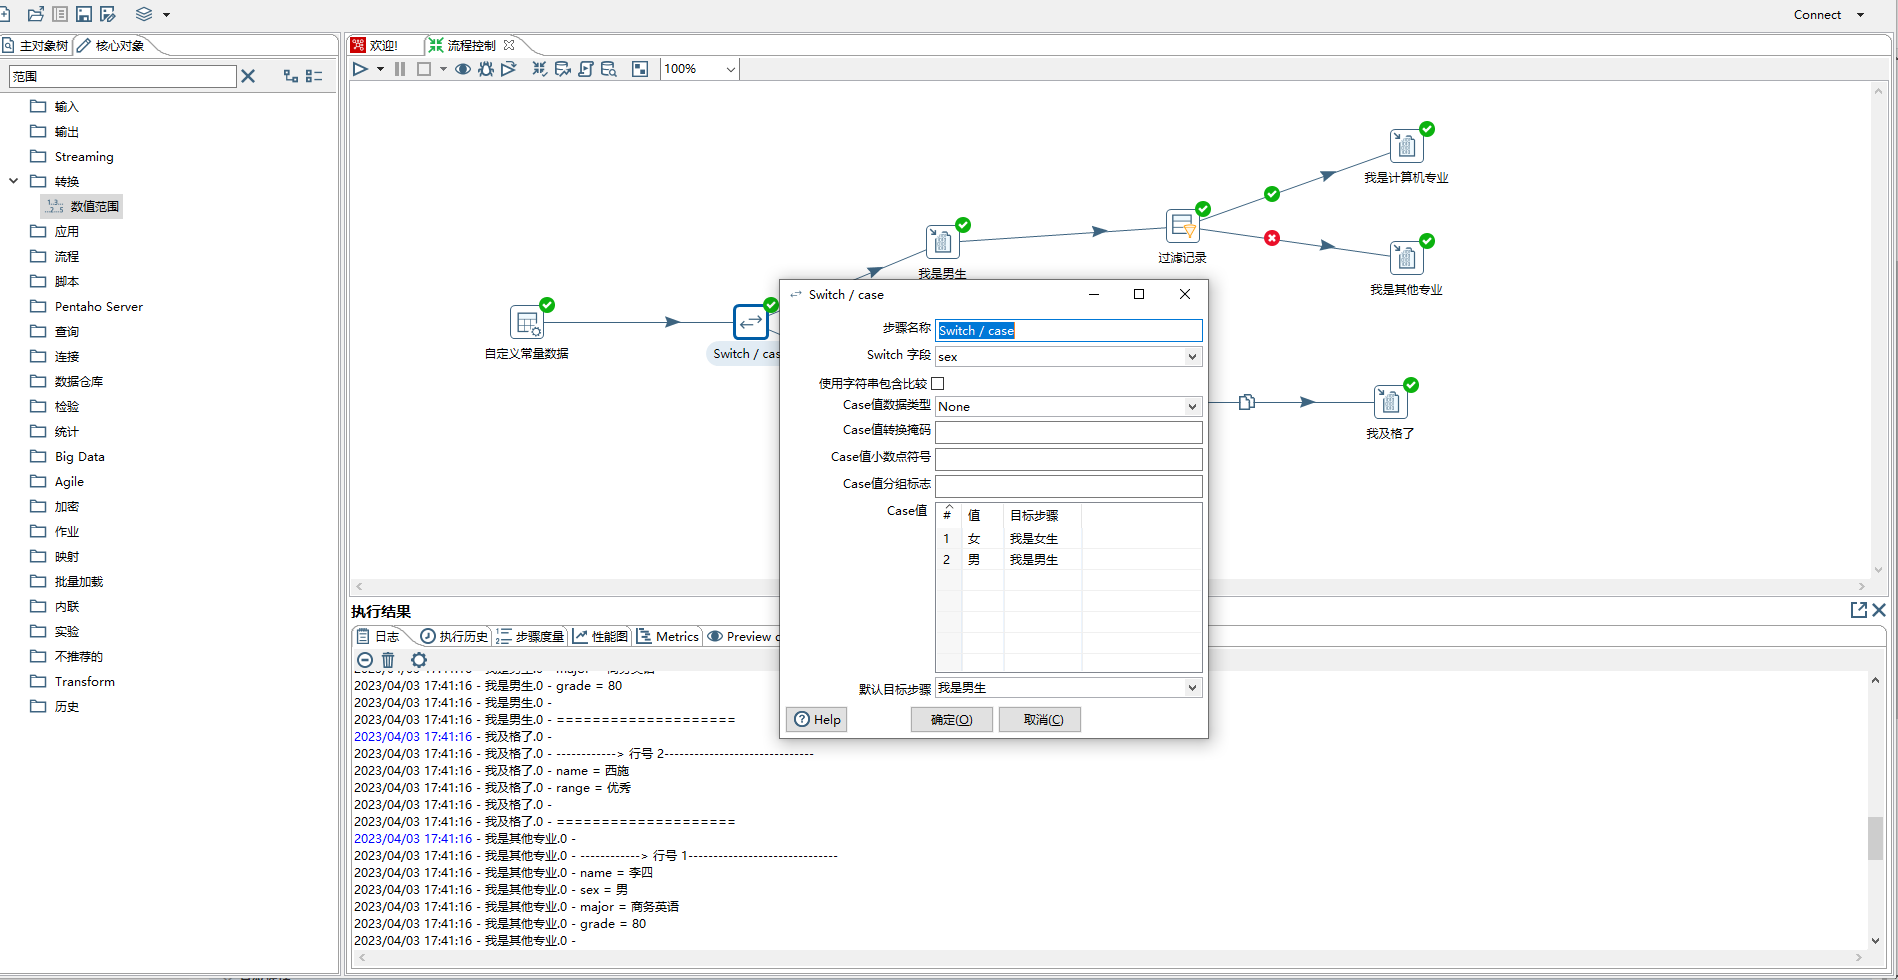 Connect
主对象树
核心对象
欢迎!
流程控制
范围
100%
输入
输出
Streaming
转换
数值范围
应用
流程
脚本
Pentaho Server
查询
连接
数据仓库
检验
统计
Big Data
Agile
加密
作业
映射
批量加载
内联
实验
不推荐的
Transform
历史
我是计算机专业
过滤记录
我是男生
我是其他专业
自定义常量数据
Switch / cas
我及格了
Switch / case
步骤名称
Switch / case
Switch 字段
sex
使用字符串包含比较
Case值数据类型
None
Case值转换掩码
Case值小数点符号
Case值分组标志
Case值
# 值 目标步骤
1 女 我是女生
2 男 我是男生
默认目标步骤
我是男生
Help
确定(O)
取消(C)
执行结果
日志
执行历史
步骤度量
性能图
Metrics
Preview
2023/04/03 17:41:16 - 我是男生.0 - major = 商务英语
2023/04/03 17:41:16 - 我是男生.0 - grade = 80
2023/04/03 17:41:16 - 我是男生.0 -
2023/04/03 17:41:16 - 我是男生.0 - ====================
2023/04/03 17:41:16 - 我及格了.0 -
2023/04/03 17:41:16 - 我及格了.0 - ------------> 行号 2------------------------------
2023/04/03 17:41:16 - 我及格了.0 - name = 西施
2023/04/03 17:41:16 - 我及格了.0 - range = 优秀
2023/04/03 17:41:16 - 我及格了.0 -
2023/04/03 17:41:16 - 我及格了.0 - ====================
2023/04/03 17:41:16 - 我是其他专业.0 -
2023/04/03 17:41:16 - 我是其他专业.0 - ------------> 行号 1------------------------------
2023/04/03 17:41:16 - 我是其他专业.0 - name = 李四
2023/04/03 17:41:16 - 我是其他专业.0 - sex = 男
2023/04/03 17:41:16 - 我是其他专业.0 - major = 商务英语
2023/04/03 17:41:16 - 我是其他专业.0 - grade = 80
2023/04/03 17:41:16 - 我是其他专业.0 -